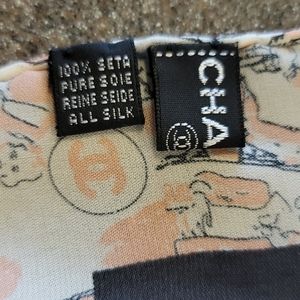 100% SETA
PURE SOIE
REINE SEIDE
ALL SILK
CHA